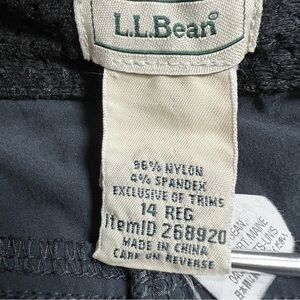 L.L.Bean
96% NYLON
4% SPANDEX
EXCLUSIVE OF TRIMS
14 REG
ItemID 268920
MADE IN CHINA
CARE ON REVERSE